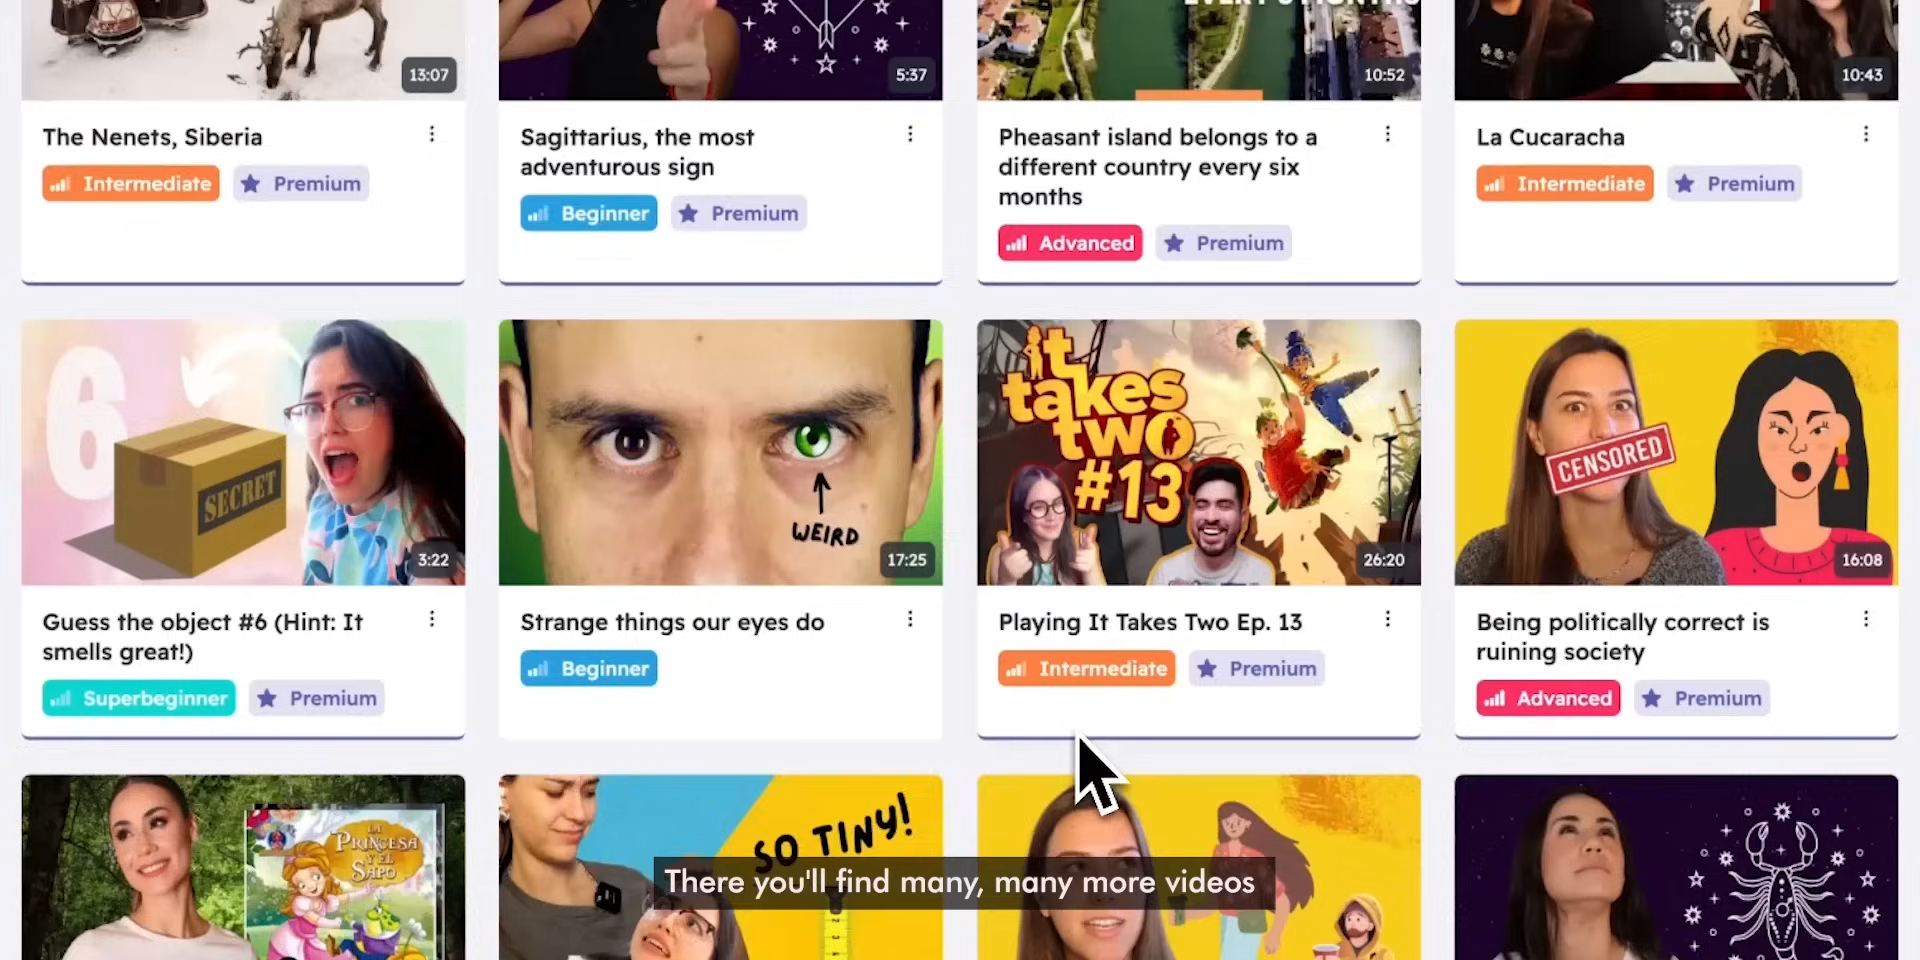 13:07
5:37
10:52
10:43
The Nenets, Siberia
Intermediate
Premium
Sagittarius, the most
adventurous sign
Beginner
Premium
Pheasant island belongs to a
different country every six
months
Advanced
Premium
La Cucaracha
Intermediate
Premium
6
SECRET
3:22
WEIRD
17:25
it
takes
two
#13
26:20
CENSORED
16:08
Guess the object #6 (Hint: It
smells great!)
Superbeginner
Premium
Strange things our eyes do
Beginner
Playing It Takes Two Ep. 13
Intermediate
Premium
Being politically correct is
ruining society
Advanced
Premium
LA
PRINCESA
Y EL
SAPO
SO TINY!
There you'll find many, many more videos